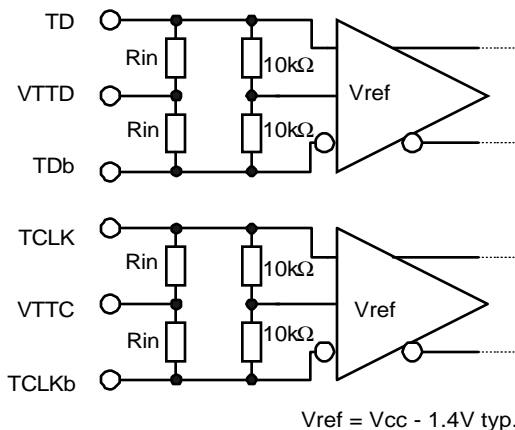 TD
Rin
10kΩ
VTTD
Vref
Rin
10kΩ
TDb
TCLK
Rin
10kΩ
VTTC
Vref
Rin
10kΩ
TCLKb
Vref = Vcc - 1.4V typ.